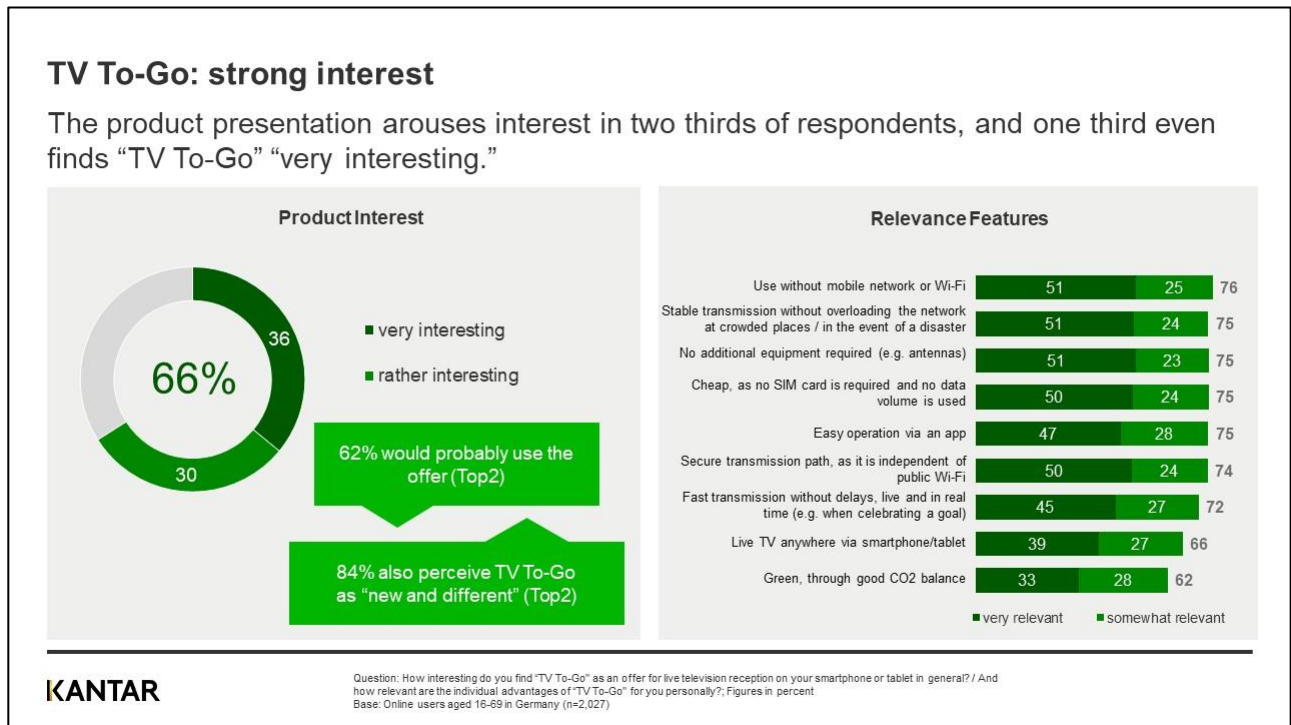 TV To-Go: strong interest
The product presentation arouses interest in two thirds of respondents, and one third even
finds “TV To-Go” “very interesting.”
Product Interest
36
66%
30
very interesting
rather interesting
62% would probably use the
offer (Top2)
84% also perceive TV To-Go
as “new and different” (Top2)
Relevance Features
Use without mobile network or Wi-Fi
51 25 76
Stable transmission without overloading the network
at crowded places / in the event of a disaster
51 24 75
No additional equipment required (e.g. antennas)
51 23 75
Cheap, as no SIM card is required and no data
volume is used
50 24 75
Easy operation via an app
47 28 75
Secure transmission path, as it is independent of
public Wi-Fi
50 24 74
Fast transmission without delays, live and in real
time (e.g. when celebrating a goal)
45 27 72
Live TV anywhere via smartphone/tablet
39 27 66
Green, through good CO2 balance
33 28 62
very relevant somewhat relevant
KANTAR
Question: How interesting do you find “TV To-Go” as an offer for live television reception on your smartphone or tablet in general? / And
how relevant are the individual advantages of “TV To-Go” for you personally?; Figures in percent
Base: Online users aged 16-69 in Germany (n=2,027)